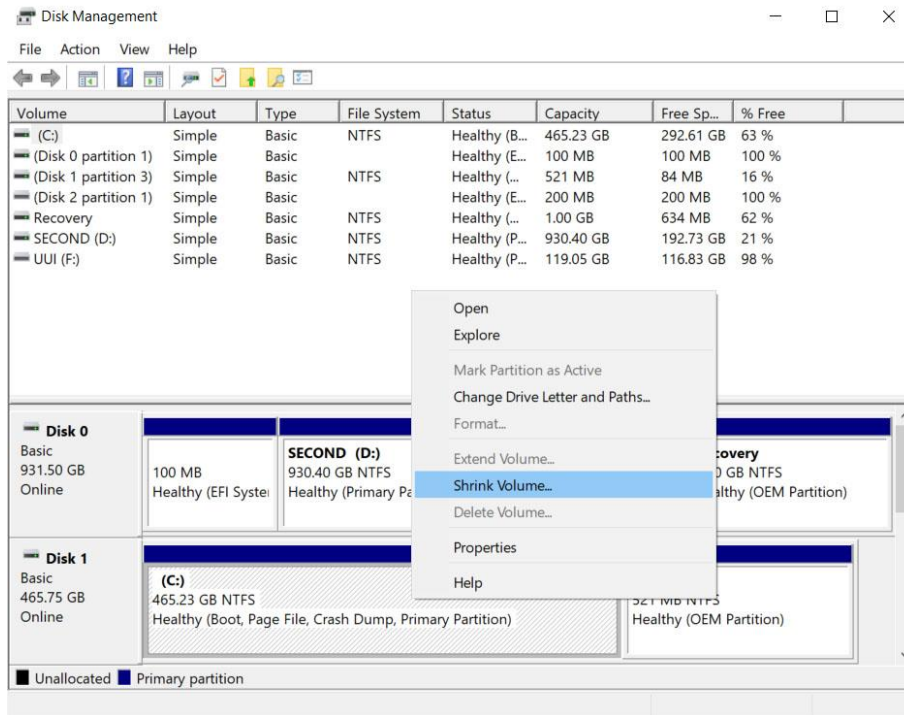 Disk Management
File Action View Help
Volume Layout Type File System Status Capacity Free Sp... % Free
(C:) Simple Basic NTFS Healthy (B... 465.23 GB 292.61 GB 63 %
(Disk 0 partition 1) Simple Basic Healthy (E... 100 MB 100 MB 100 %
(Disk 1 partition 3) Simple Basic NTFS Healthy (... 521 MB 84 MB 16 %
(Disk 2 partition 1) Simple Basic Healthy (E... 200 MB 200 MB 100 %
Recovery Simple Basic NTFS Healthy (... 1.00 GB 634 MB 62 %
SECOND (D:) Simple Basic NTFS Healthy (P... 930.40 GB 192.73 GB 21 %
UUI (F:) Simple Basic NTFS Healthy (P... 119.05 GB 116.83 GB 98 %
Open
Explore
Mark Partition as Active
Change Drive Letter and Paths...
Format...
Extend Volume...
Shrink Volume...
Delete Volume...
Properties
Help
Disk 0
Basic
931.50 GB
Online
100 MB
Healthy (EFI Syste
SECOND (D:)
930.40 GB NTFS
Healthy (Primary Pa
covery
GB NTFS
althy (OEM Partition)
Disk 1
Basic
465.75 GB
Online
(C:)
465.23 GB NTFS
Healthy (Boot, Page File, Crash Dump, Primary Partition)
521 MB NTFS
Healthy (OEM Partition)
Unallocated Primary partition